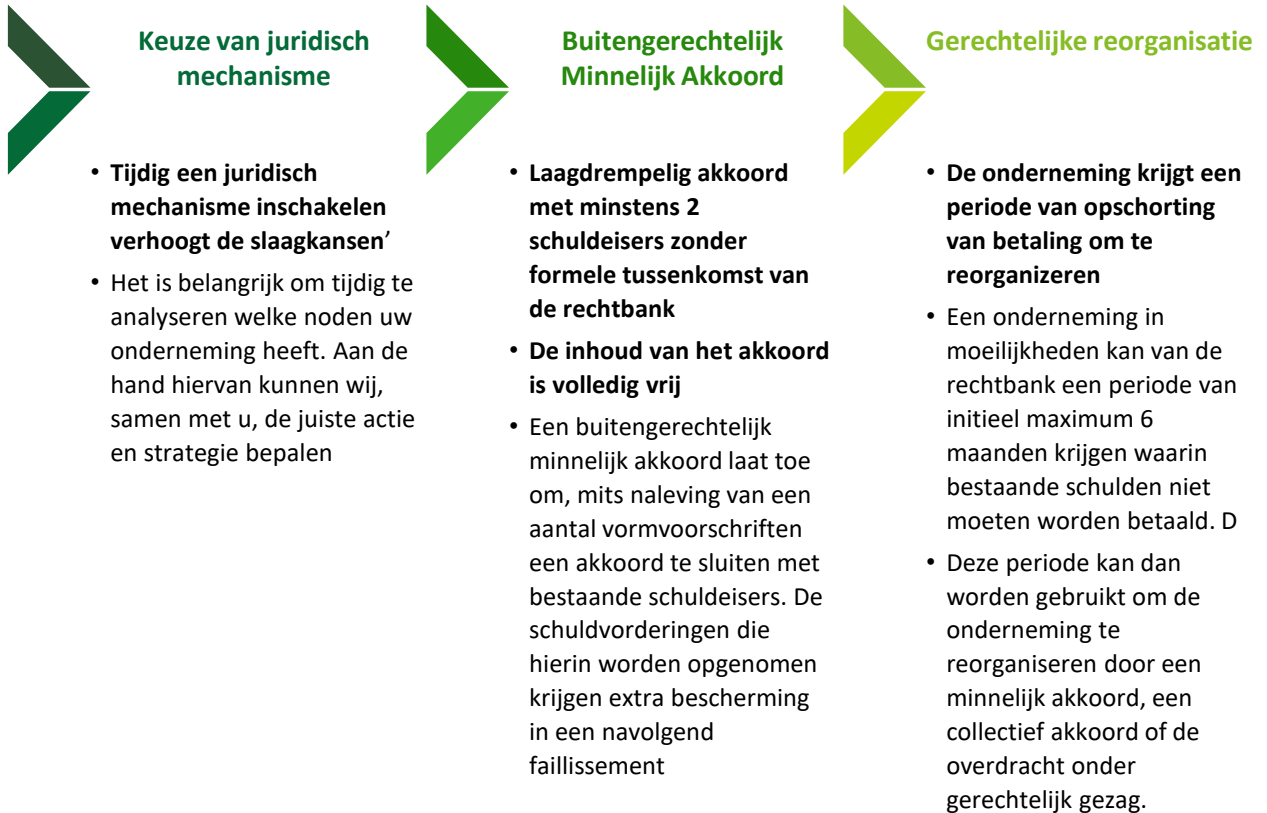 Keuze van juridisch
mechanisme
• Tijdig een juridisch
mechanisme inschakelen
verhoogt de slaagkansen’
• Het is belangrijk om tijdig te
analyseren welke noden uw
onderneming heeft. Aan de
hand hiervan kunnen wij,
samen met u, de juiste actie
en strategie bepalen
Buitengerechtelijk
Minnelijk Akkoord
• Laagdrempelig akkoord
met minstens 2
schuldeisers zonder
formele tussenkomst van
de rechtbank
• De inhoud van het akkoord
is volledig vrij
• Een buitengerechtelijk
minnelijk akkoord laat toe
om, mits naleving van een
aantal vormvoorschriften
een akkoord te sluiten met
bestaande schuldeisers. De
schuldvorderingen die
hierin worden opgenomen
krijgen extra bescherming
in een navolgend
faillissement
Gerechtelijke reorganisatie
• De onderneming krijgt een
periode van opschorting
van betaling om te
reorganizeren
• Een onderneming in
moeilijkheden kan van de
rechtbank een periode van
initieel maximum 6
maanden krijgen waarin
bestaande schulden niet
moeten worden betaald. D
• Deze periode kan dan
worden gebruikt om de
onderneming te
reorganiseren door een
minnelijk akkoord, een
collectief akkoord of de
overdracht onder
gerechtelijk gezag.